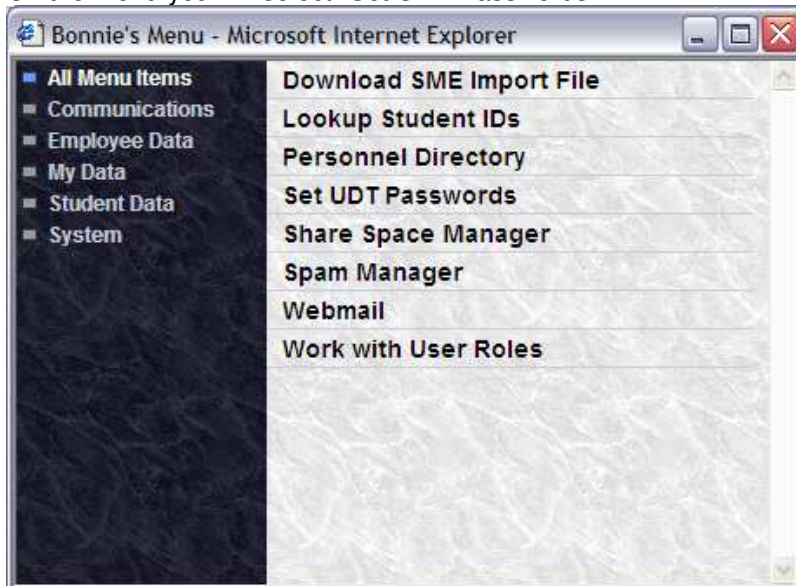 Bonnie's Menu - Microsoft Internet Explorer
All Menu Items
Communications
Employee Data
My Data
Student Data
System
Download SME Import File
Lookup Student IDs
Personnel Directory
Set UDT Passwords
Share Space Manager
Spam Manager
Webmail
Work with User Roles